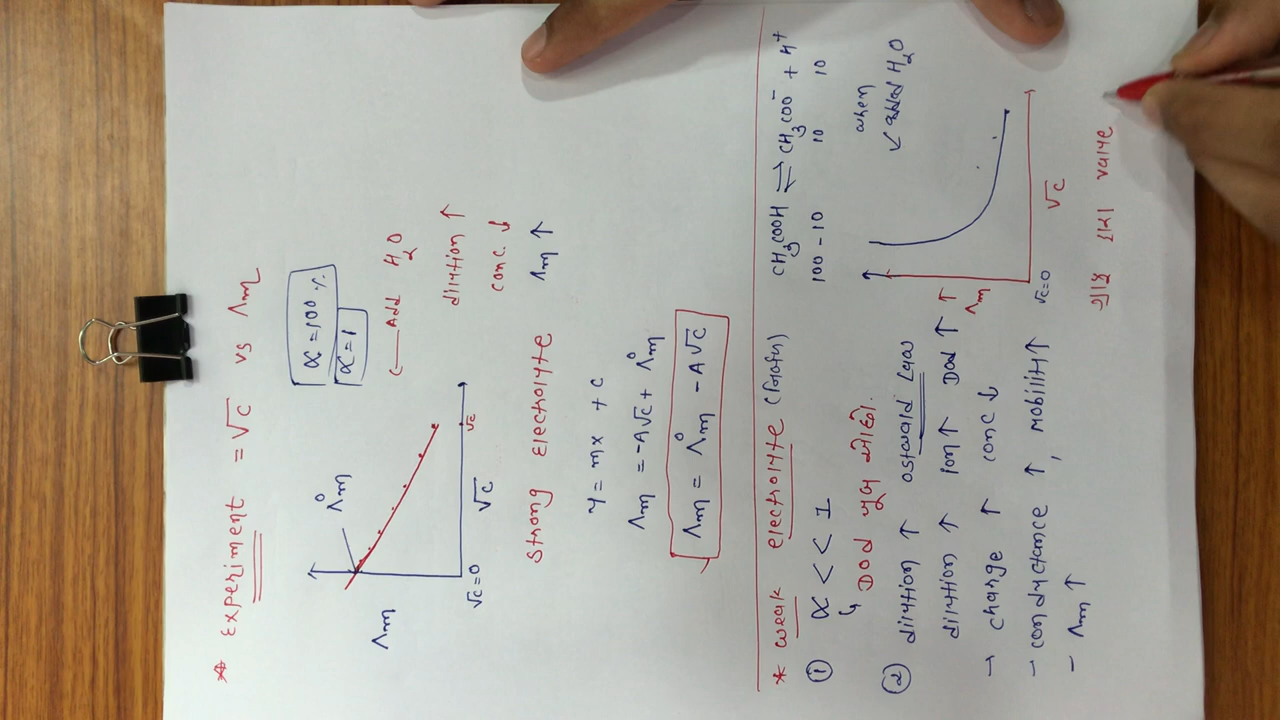 * Experiment = √C vs Λm
Λm
Λ°m
√C=0
√C
√C
α = 100%
α = 1
← Add H2O
dilution ↑
conc. ↓
Λm ↑
Strong Electrolyte
y = mx + c
Λm = -A√C + Λ°m
Λm = Λ°m - A√C
* weak electrolyte
① α < < 1
↳ DOd
② dilution ↑ ostwald law
dilution ↑ ion ↑ DOd ↑
→ change ↑ conc ↓
- conductance ↑, mobility ↑
- Λm ↑
CH3COOH ⇌ CH3COO⁻ + H⁺
100 - 10 10 10
when
↙ added H2O
Λm
√C=0
√C
value